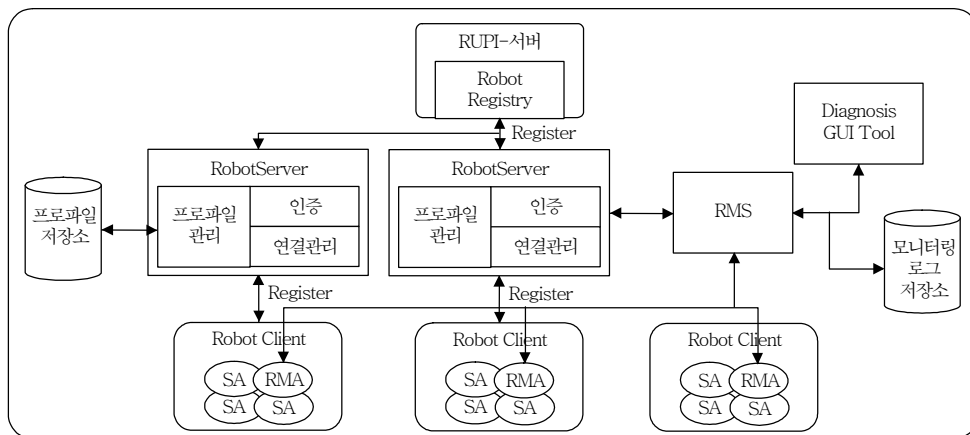 RUPI-서버
Robot
Registry
Register
Diagnosis
GUI Tool
RobotServer
프로파일
관리
인증
연결관리
RobotServer
프로파일
관리
인증
연결관리
프로파일
저장소
RMS
모니터링
로그
저장소
Register
Register
Robot Client
SA
RMA
SA
SA
Robot Client
SA
RMA
SA
SA
Robot Client
SA
RMA
SA
SA